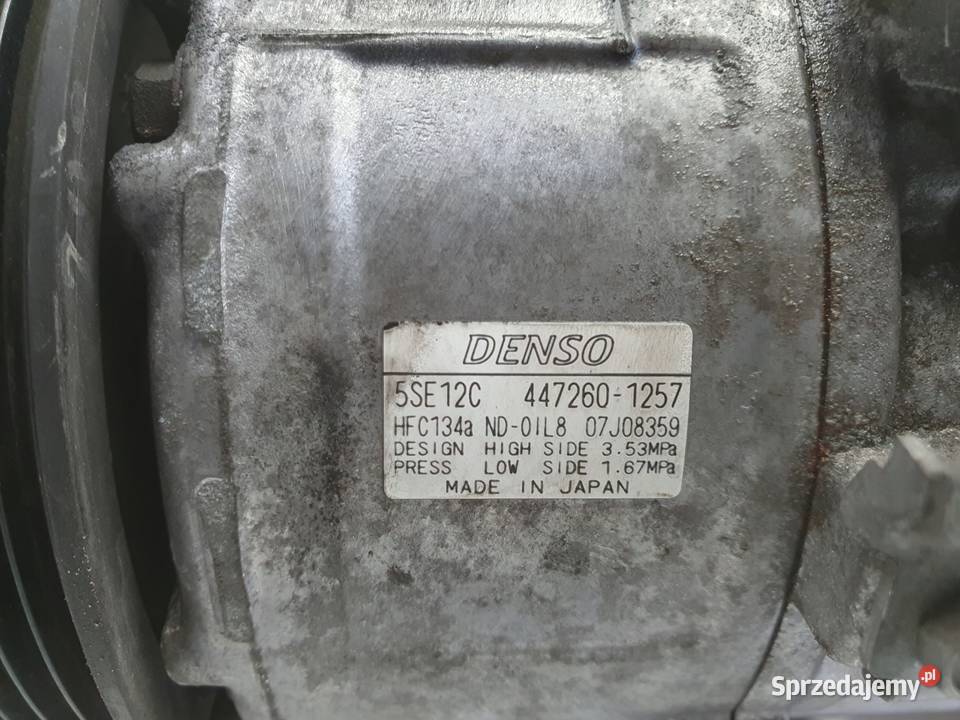 DENSO
5SE12C 447260-1257
HFC134a ND-OIL8 07J08359
DESIGN HIGH SIDE 3.53MPa
PRESS LOW SIDE 1.67MPa
MADE IN JAPAN
Sprzedajemy.pl